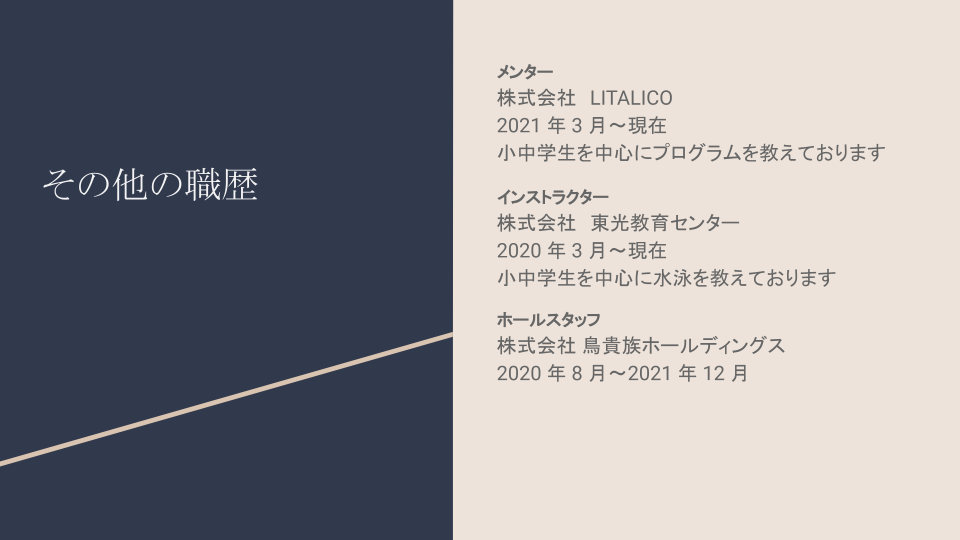 その他の職歴
メンター
株式会社　LITALICO
2021 年 3 月〜現在
小中学生を中心にプログラムを教えております
インストラクター
株式会社　東光教育センター
2020 年 3 月〜現在
小中学生を中心に水泳を教えております
ホールスタッフ
株式会社 鳥貴族ホールディングス
2020 年 8 月〜2021 年 12 月